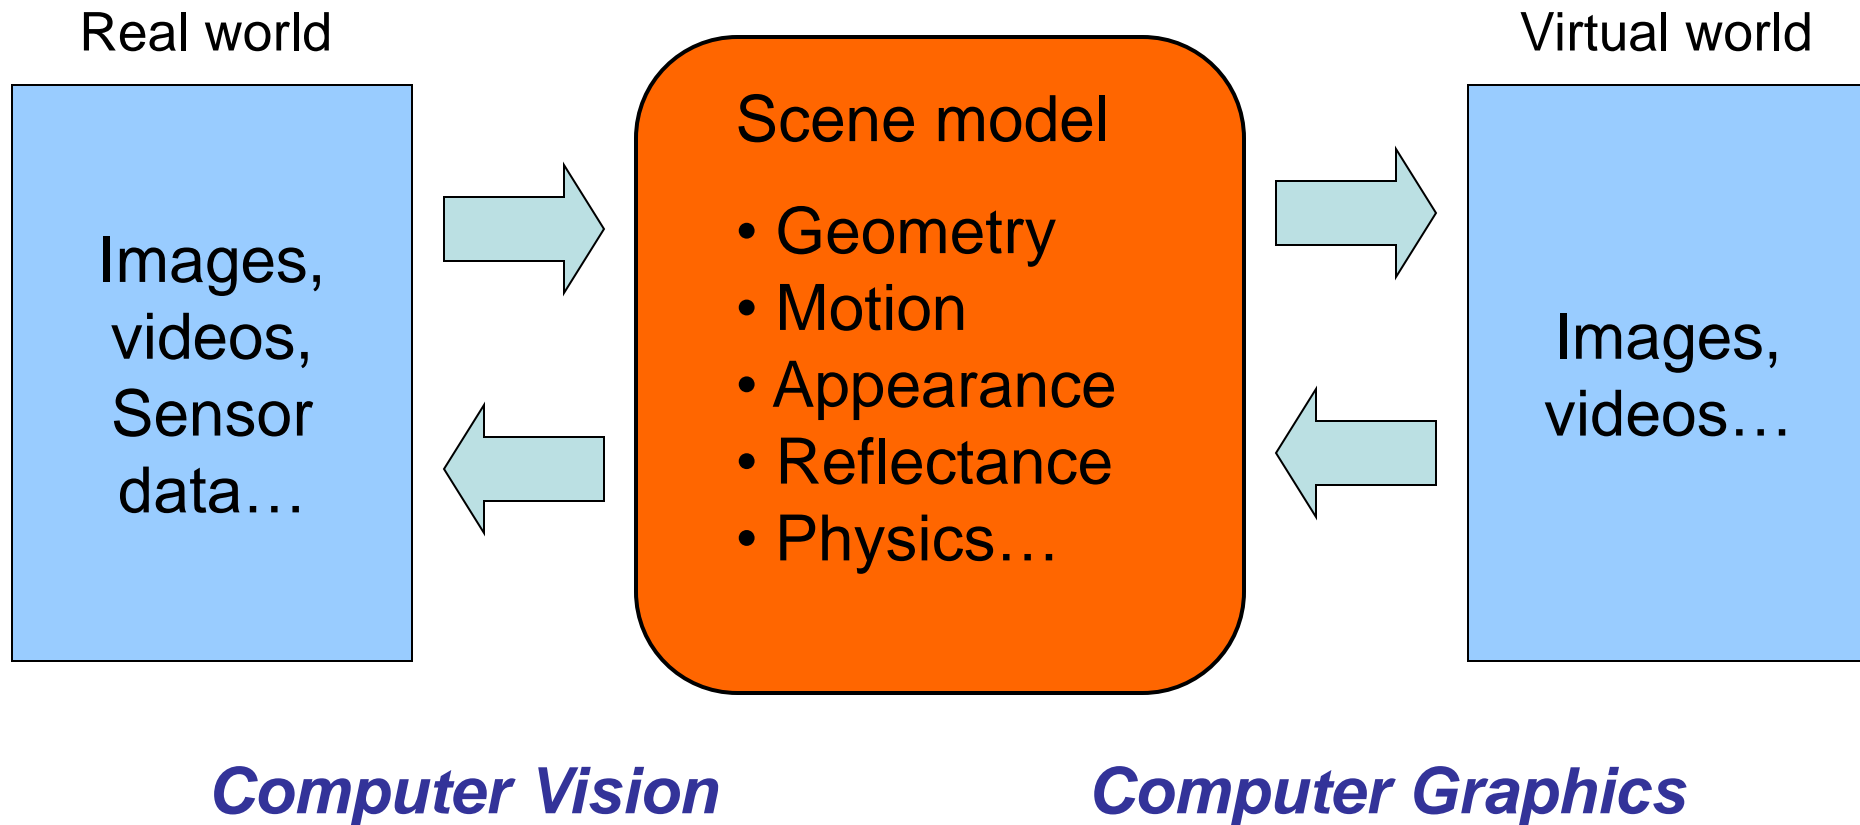 Real world
Images,
videos,
Sensor
data…
Scene model
• Geometry
• Motion
• Appearance
• Reflectance
• Physics…
Virtual world
Images,
videos…
Computer Vision
Computer Graphics